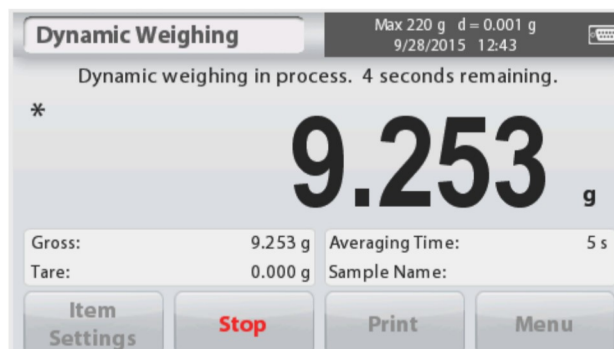 Dynamic Weighing
Max 220 g d = 0.001 g
9/28/2015 12:43
Dynamic weighing in process. 4 seconds remaining.
*
9.253 g
Gross: 9.253 g
Tare: 0.000 g
Averaging Time: 5 s
Sample Name:
Item Settings
Stop
Print
Menu